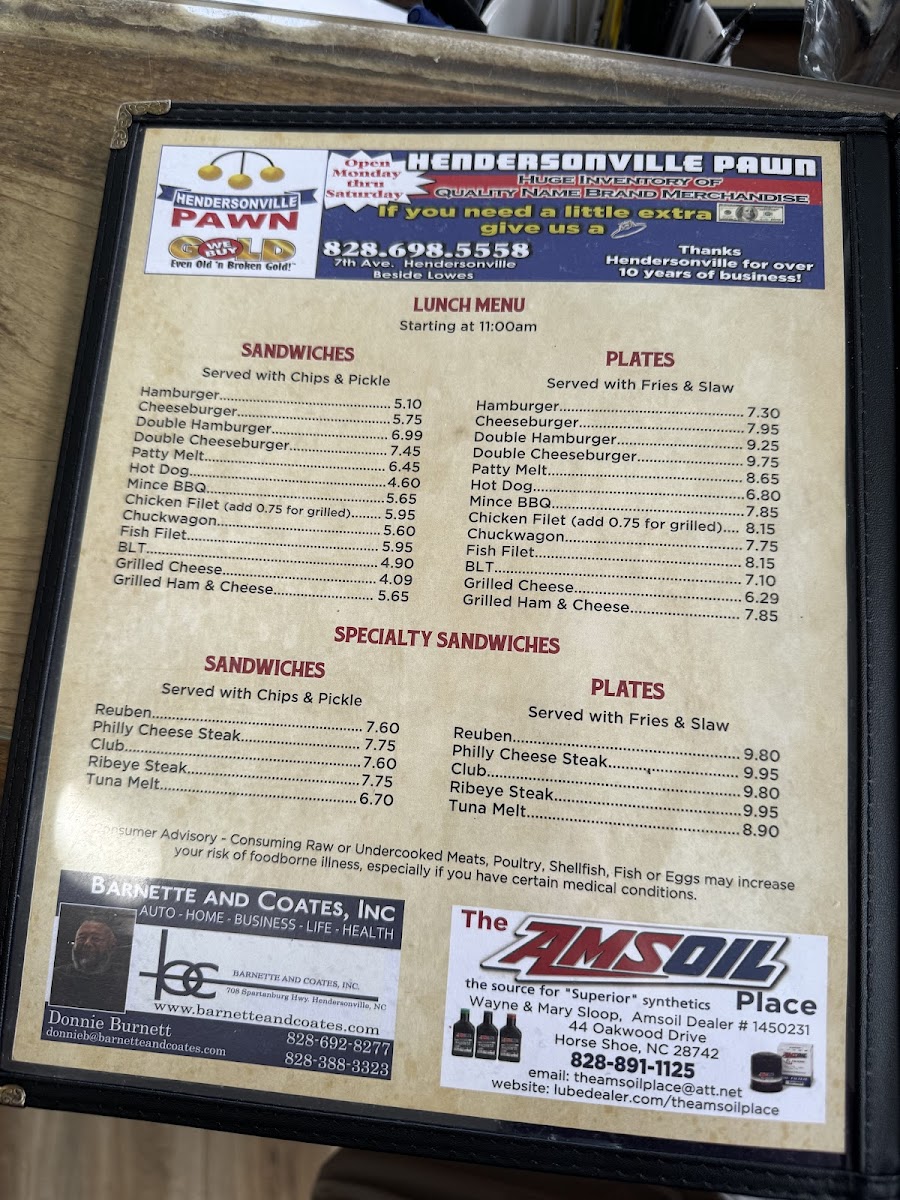 HENDERSONVILLE
PAWN
WE BUY GOLD
Even Old 'n Broken Gold!
Open
Monday
thru
Saturday
HENDERSONVILLE PAWN
HUGE INVENTORY OF
QUALITY NAME BRAND MERCHANDISE
If you need a little extra
give us a
828.698.5558
7th Ave. Hendersonville
Beside Lowes
Thanks
Hendersonville for over
10 years of business!
LUNCH MENU
Starting at 11:00am
SANDWICHES
Served with Chips & Pickle
Hamburger 5.10
Cheeseburger 5.75
Double Hamburger 6.99
Double Cheeseburger 7.45
Patty Melt 6.45
Hot Dog 4.60
Mince BBQ 5.65
Chicken Filet (add 0.75 for grilled) 5.95
Chuckwagon 5.60
Fish Filet 5.95
BLT 4.90
Grilled Cheese 4.09
Grilled Ham & Cheese 5.65
PLATES
Served with Fries & Slaw
Hamburger 7.30
Cheeseburger 7.95
Double Hamburger 9.25
Double Cheeseburger 9.75
Patty Melt 8.65
Hot Dog 6.80
Mince BBQ 7.85
Chicken Filet (add 0.75 for grilled) 8.15
Chuckwagon 7.75
Fish Filet 8.15
BLT 7.10
Grilled Cheese 6.29
Grilled Ham & Cheese 7.85
SPECIALTY SANDWICHES
SANDWICHES
Served with Chips & Pickle
Reuben 7.60
Philly Cheese Steak 7.75
Club 7.60
Ribeye Steak 7.75
Tuna Melt 6.70
PLATES
Served with Fries & Slaw
Reuben 9.80
Philly Cheese Steak 9.95
Club 9.80
Ribeye Steak 9.95
Tuna Melt 8.90
Consumer Advisory - Consuming Raw or Undercooked Meats, Poultry, Shellfish, Fish or Eggs may increase
your risk of foodborne illness, especially if you have certain medical conditions.
BARNETTE AND COATES, INC
AUTO - HOME - BUSINESS - LIFE - HEALTH
bc
BARNETTE AND COATES, INC.
708 Spartanburg Hwy. Hendersonville, NC
www.barnetteandcoates.com
Donnie Burnett
donnieb@barnetteandcoates.com
828-692-8277
828-388-3323
The AMSOIL Place
the source for "Superior" synthetics
Wayne & Mary Sloop, Amsoil Dealer # 1450231
44 Oakwood Drive
Horse Shoe, NC 28742
828-891-1125
email: theamsoilplace@att.net
website: lubedealer.com/theamsoilplace